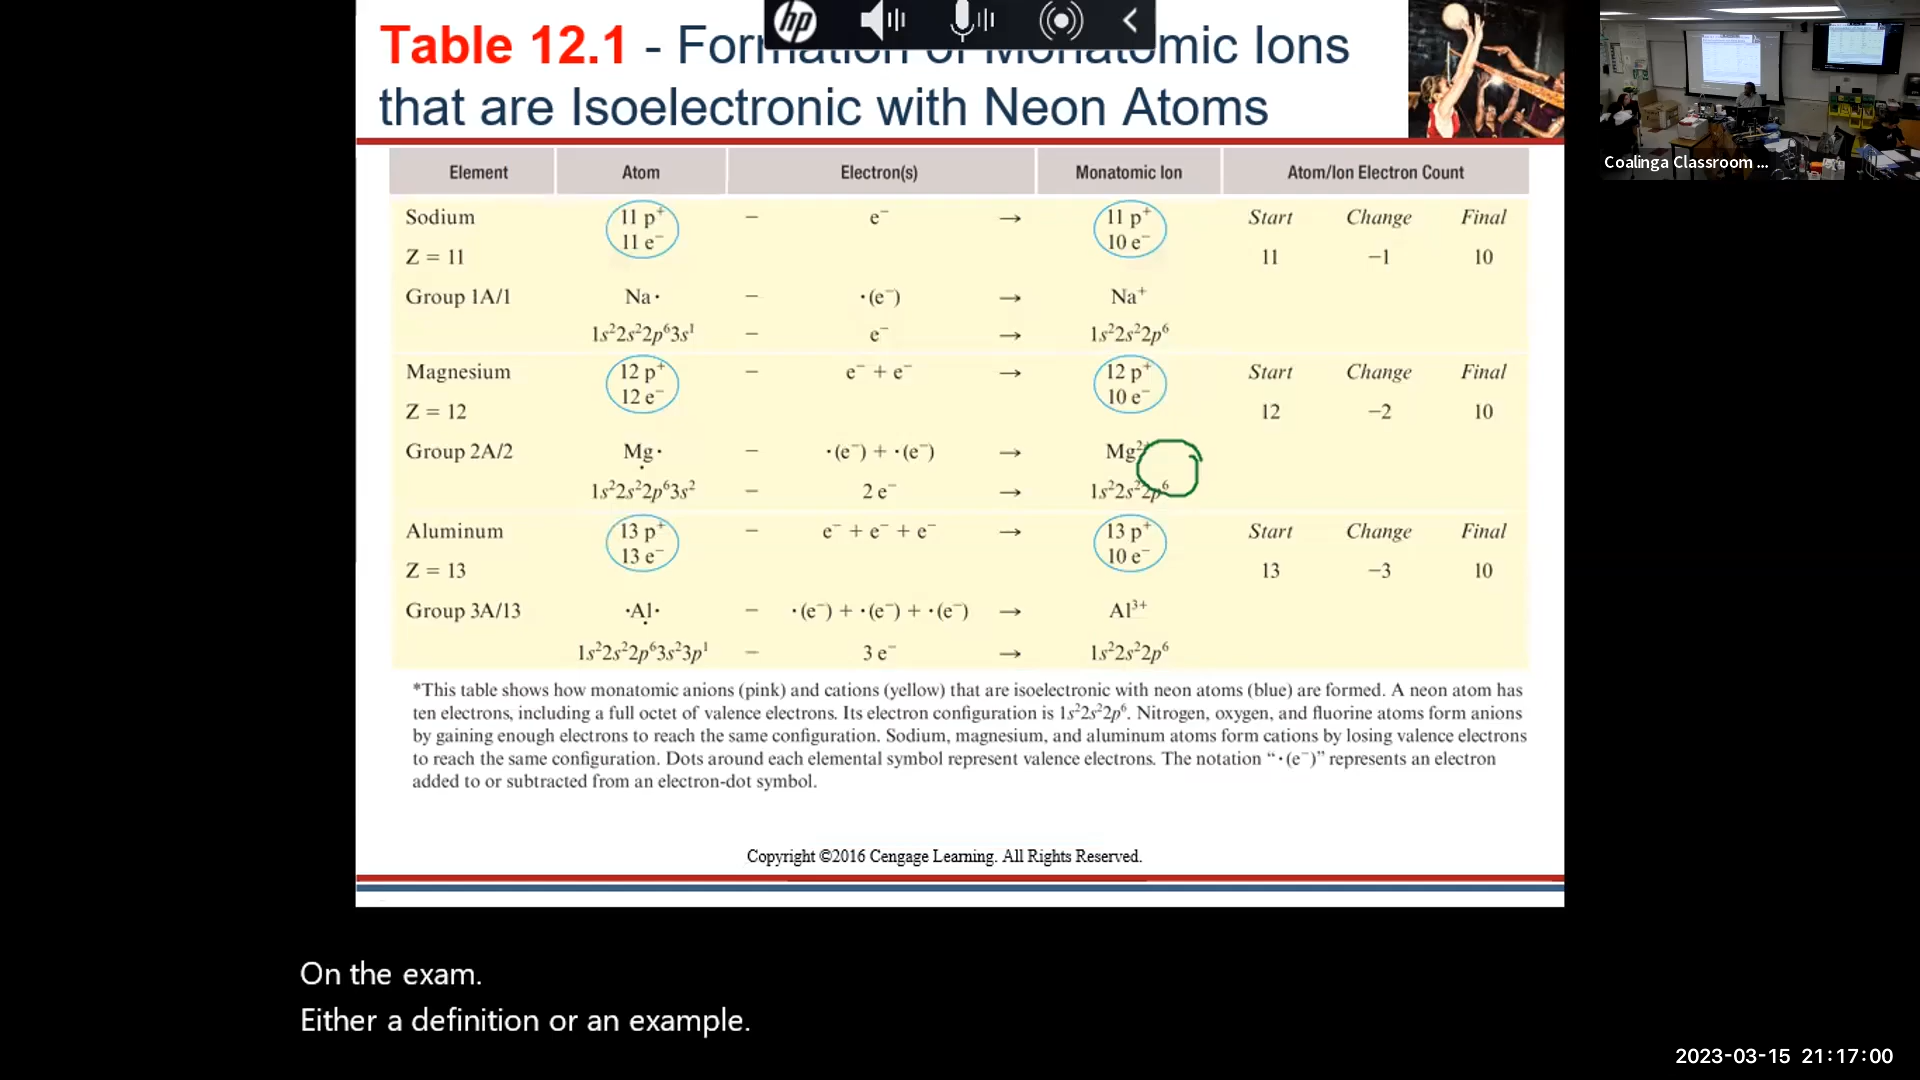 hp
Table 12.1 - Formation of Monatomic Ions
that are Isoelectronic with Neon Atoms
Coalinga Classroom ...
Element Atom Electron(s) Monatomic Ion Atom/Ion Electron Count
Sodium 11 p⁺ − e⁻ → 11 p⁺ Start Change Final
11 e⁻ 10 e⁻
Z = 11 11 −1 10
Group 1A/1 Na· − ·(e⁻) → Na⁺
1s²2s²2p⁶3s¹ − e⁻ → 1s²2s²2p⁶
Magnesium 12 p⁺ − e⁻ + e⁻ → 12 p⁺ Start Change Final
12 e⁻ 10 e⁻
Z = 12 12 −2 10
Group 2A/2 Mg· − ·(e⁻) + ·(e⁻) → Mg²⁺
1s²2s²2p⁶3s² − 2 e⁻ → 1s²2s²2p⁶
Aluminum 13 p⁺ − e⁻ + e⁻ + e⁻ → 13 p⁺ Start Change Final
13 e⁻ 10 e⁻
Z = 13 13 −3 10
Group 3A/13 ·Al· − ·(e⁻) + ·(e⁻) + ·(e⁻) → Al³⁺
1s²2s²2p⁶3s²3p¹ − 3 e⁻ → 1s²2s²2p⁶
*This table shows how monatomic anions (pink) and cations (yellow) that are isoelectronic with neon atoms (blue) are formed. A neon atom has
ten electrons, including a full octet of valence electrons. Its electron configuration is 1s²2s²2p⁶. Nitrogen, oxygen, and fluorine atoms form anions
by gaining enough electrons to reach the same configuration. Sodium, magnesium, and aluminum atoms form cations by losing valence electrons
to reach the same configuration. Dots around each elemental symbol represent valence electrons. The notation “·(e⁻)” represents an electron
added to or subtracted from an electron-dot symbol.
Copyright ©2016 Cengage Learning. All Rights Reserved.
On the exam.
Either a definition or an example.
2023-03-15 21:17:00